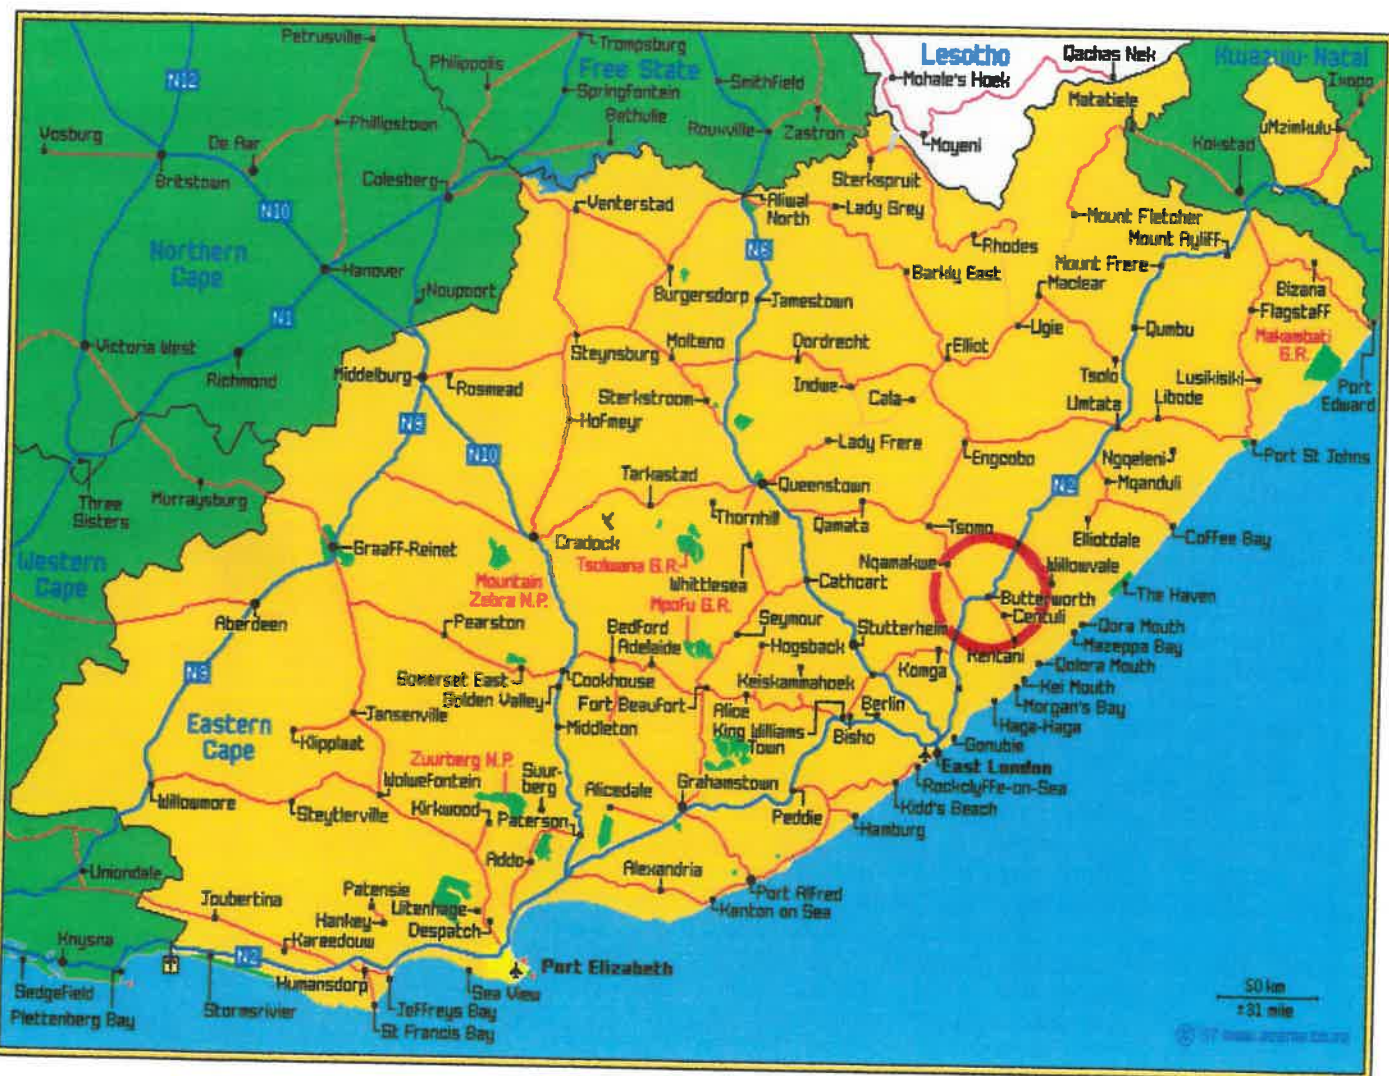 Petrusville
Trompsburg
Lesotho
Qachas Nek
Kwazulu-Natal
N12
Philippolis
Free State
Springfontein
Smithfield
Mohale's Hoek
Ixopo
Matatiele
Vosburg
De Aar
Philipstown
Bethulie
Rouxville
Zastron
Moyeni
Kokstad
uMzimkulu
Britstown
Colesberg
Sterkspruit
N10
Venterstad
Aliwal
North
Lady Grey
Mount Fletcher
Northern
Cape
Hanover
N6
Rhodes
Mount Ayliff
Mount Frere
Noupoort
Burgersdorp
Jamestown
Barkly East
Maclear
Bizana
Flagstaff
N1
Victoria West
Steynsburg
Molteno
Dordrecht
Elliot
Ugie
Qumbu
Makambati
G.R.
Richmond
Middelburg
Rosmead
Sterkstroom
Indwe
Cala
Tsolo
Lusikisiki
Port
Edward
N9
Hofmeyr
Lady Frere
Umtata
Libode
N10
Engcobo
Ngqeleni
Port St Johns
Three
Sisters
Murraysburg
Tarkastad
Queenstown
N2
Mqanduli
Thornhill
Qamata
Tsomo
Elliotdale
Coffee Bay
Western
Cape
Graaff-Reinet
Cradock
Tsolwana G.R.
Whittlesea
Nqamakwe
Willowvale
Mountain
Zebra N.P.
Mpofu G.R.
Cathcart
Butterworth
The Haven
Aberdeen
Pearston
Bedford
Adelaide
Seymour
Hogsback
Stutterheim
Centuli
Kentani
Qora Mouth
Mazeppa Bay
Qolora Mouth
N9
Somerset East
Golden Valley
Cookhouse
Fort Beaufort
Keiskammahoek
Alice
Komga
Berlin
Kei Mouth
Morgan's Bay
Haga-Haga
Eastern
Cape
Jansenville
Klipplaat
Middleton
King Williams
Town
Bisho
Gonubie
East London
Zuurberg N.P.
Suur-
berg
Wolwefontein
Kirkwood
Alicedale
Grahamstown
Rockclyffe-on-Sea
Kidd's Beach
Willowmore
Steytlerville
Paterson
Peddie
Hamburg
Uniondale
Addo
Alexandria
Port Alfred
Kenton on Sea
Joubertina
Patensie
Hankey
Uitenhage
Despatch
Knysna
N2
Kareedouw
Port Elizabeth
Sedgefield
Plettenberg Bay
Stormsrivier
Humansdorp
Jeffreys Bay
St Francis Bay
Sea View
50 km
±31 mile